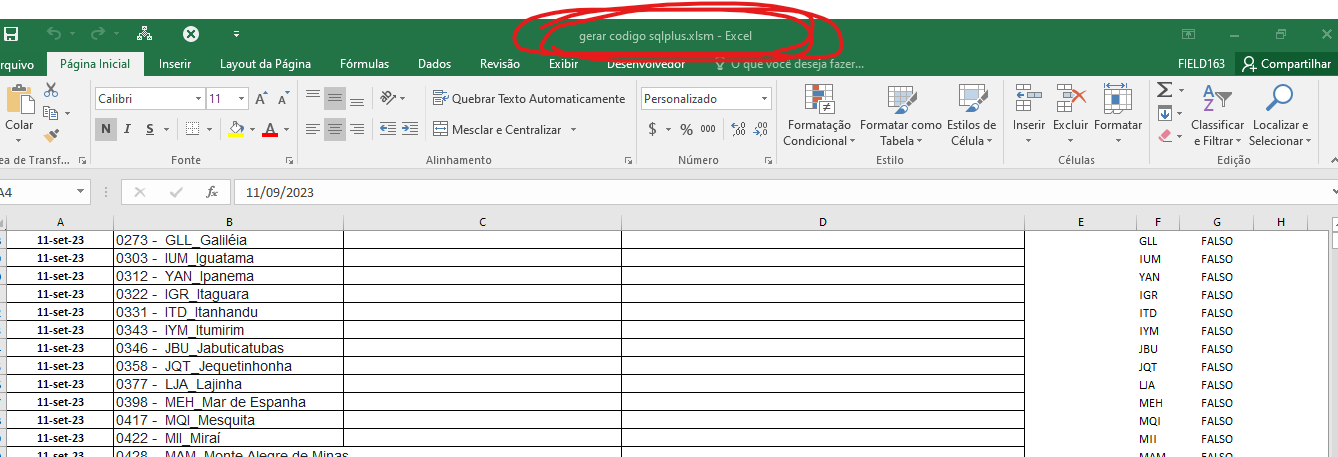 gerar codigo sqlplus.xlsm - Excel
rquivo Página Inicial Inserir Layout da Página Fórmulas Dados Revisão Exibir Desenvolvedor O que você deseja fazer... FIELD163 Compartilhar
Calibri 11 Quebrar Texto Automaticamente Personalizado
Colar N I S A Mesclar e Centralizar $ % 000 Formatação Condicional Formatar como Tabela Estilos de Célula Inserir Excluir Formatar Classificar e Filtrar Localizar e Selecionar
ea de Transf... Fonte Alinhamento Número Estilo Células Edição
A4 fx 11/09/2023
A B C D E F G H
11-set-23 0273 - GLL_Galiléia GLL FALSO
11-set-23 0303 - IUM_Iguatama IUM FALSO
11-set-23 0312 - YAN_Ipanema YAN FALSO
11-set-23 0322 - IGR_Itaguara IGR FALSO
11-set-23 0331 - ITD_Itanhandu ITD FALSO
11-set-23 0343 - IYM_Itumirim IYM FALSO
11-set-23 0346 - JBU_Jabuticatubas JBU FALSO
11-set-23 0358 - JQT_Jequetinhonha JQT FALSO
11-set-23 0377 - LJA_Lajinha LJA FALSO
11-set-23 0398 - MEH_Mar de Espanha MEH FALSO
11-set-23 0417 - MQI_Mesquita MQI FALSO
11-set-23 0422 - MII_Miraí MII FALSO
11-set-23 0428 - MAM_Monte Alegre de Minas MAM FALSO